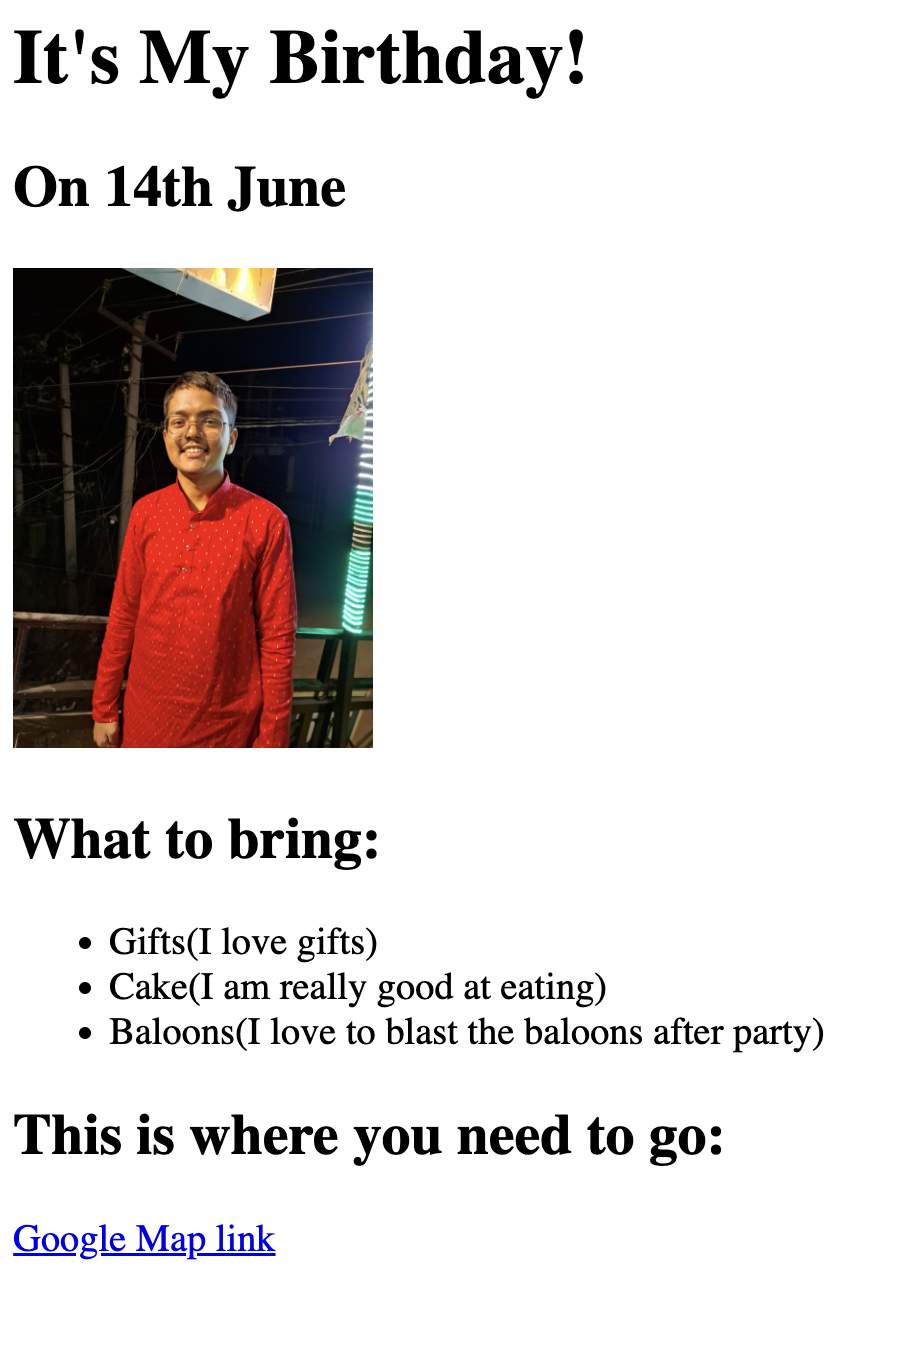 It's My Birthday!
On 14th June
What to bring:
Gifts(I love gifts)
Cake(I am really good at eating)
Baloons(I love to blast the baloons after party)
This is where you need to go:
Google Map link